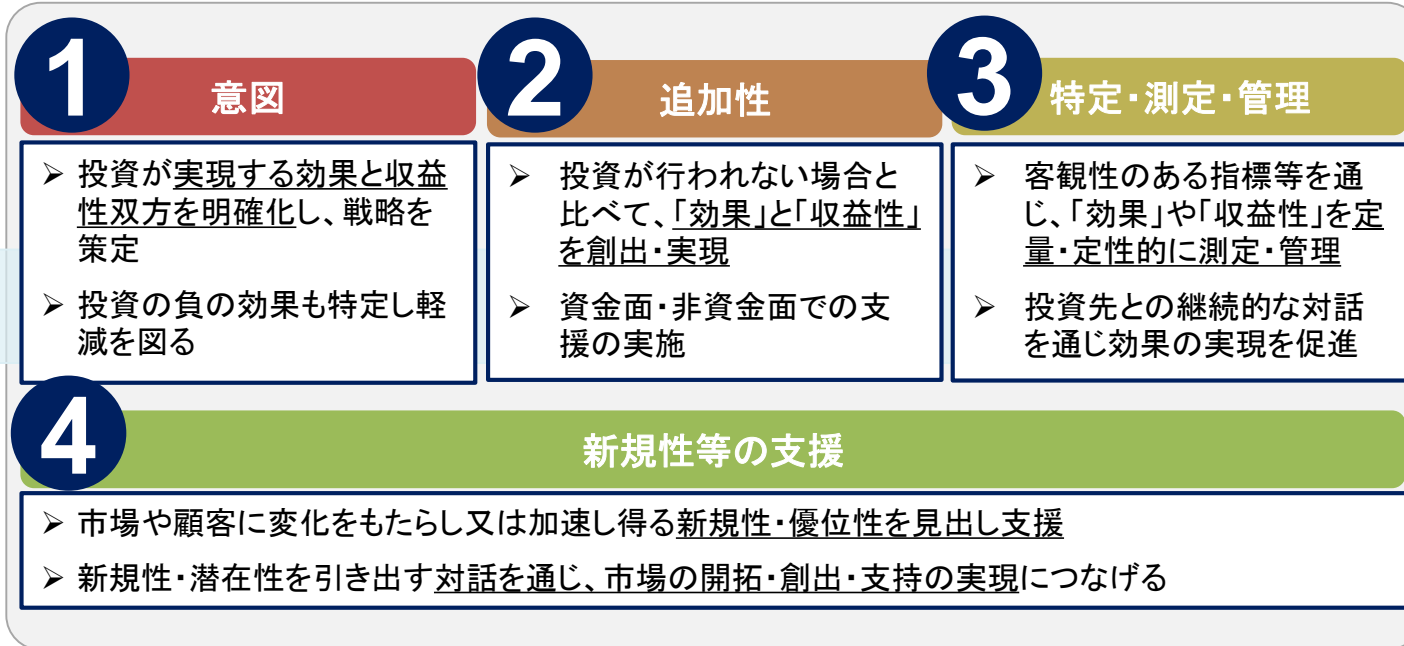 1
意図
➢ 投資が実現する効果と収益
性双方を明確化し、戦略を
策定
➢ 投資の負の効果も特定し軽
減を図る
2
追加性
➢ 投資が行われない場合と
比べて、「効果」と「収益性」
を創出・実現
➢ 資金面・非資金面での支
援の実施
3
特定・測定・管理
➢ 客観性のある指標等を通
じ、「効果」や「収益性」を定
量・定性的に測定・管理
➢ 投資先との継続的な対話
を通じ効果の実現を促進
4
新規性等の支援
➢ 市場や顧客に変化をもたらし又は加速し得る新規性・優位性を見出し支援
➢ 新規性・潜在性を引き出す対話を通じ、市場の開拓・創出・支持の実現につなげる